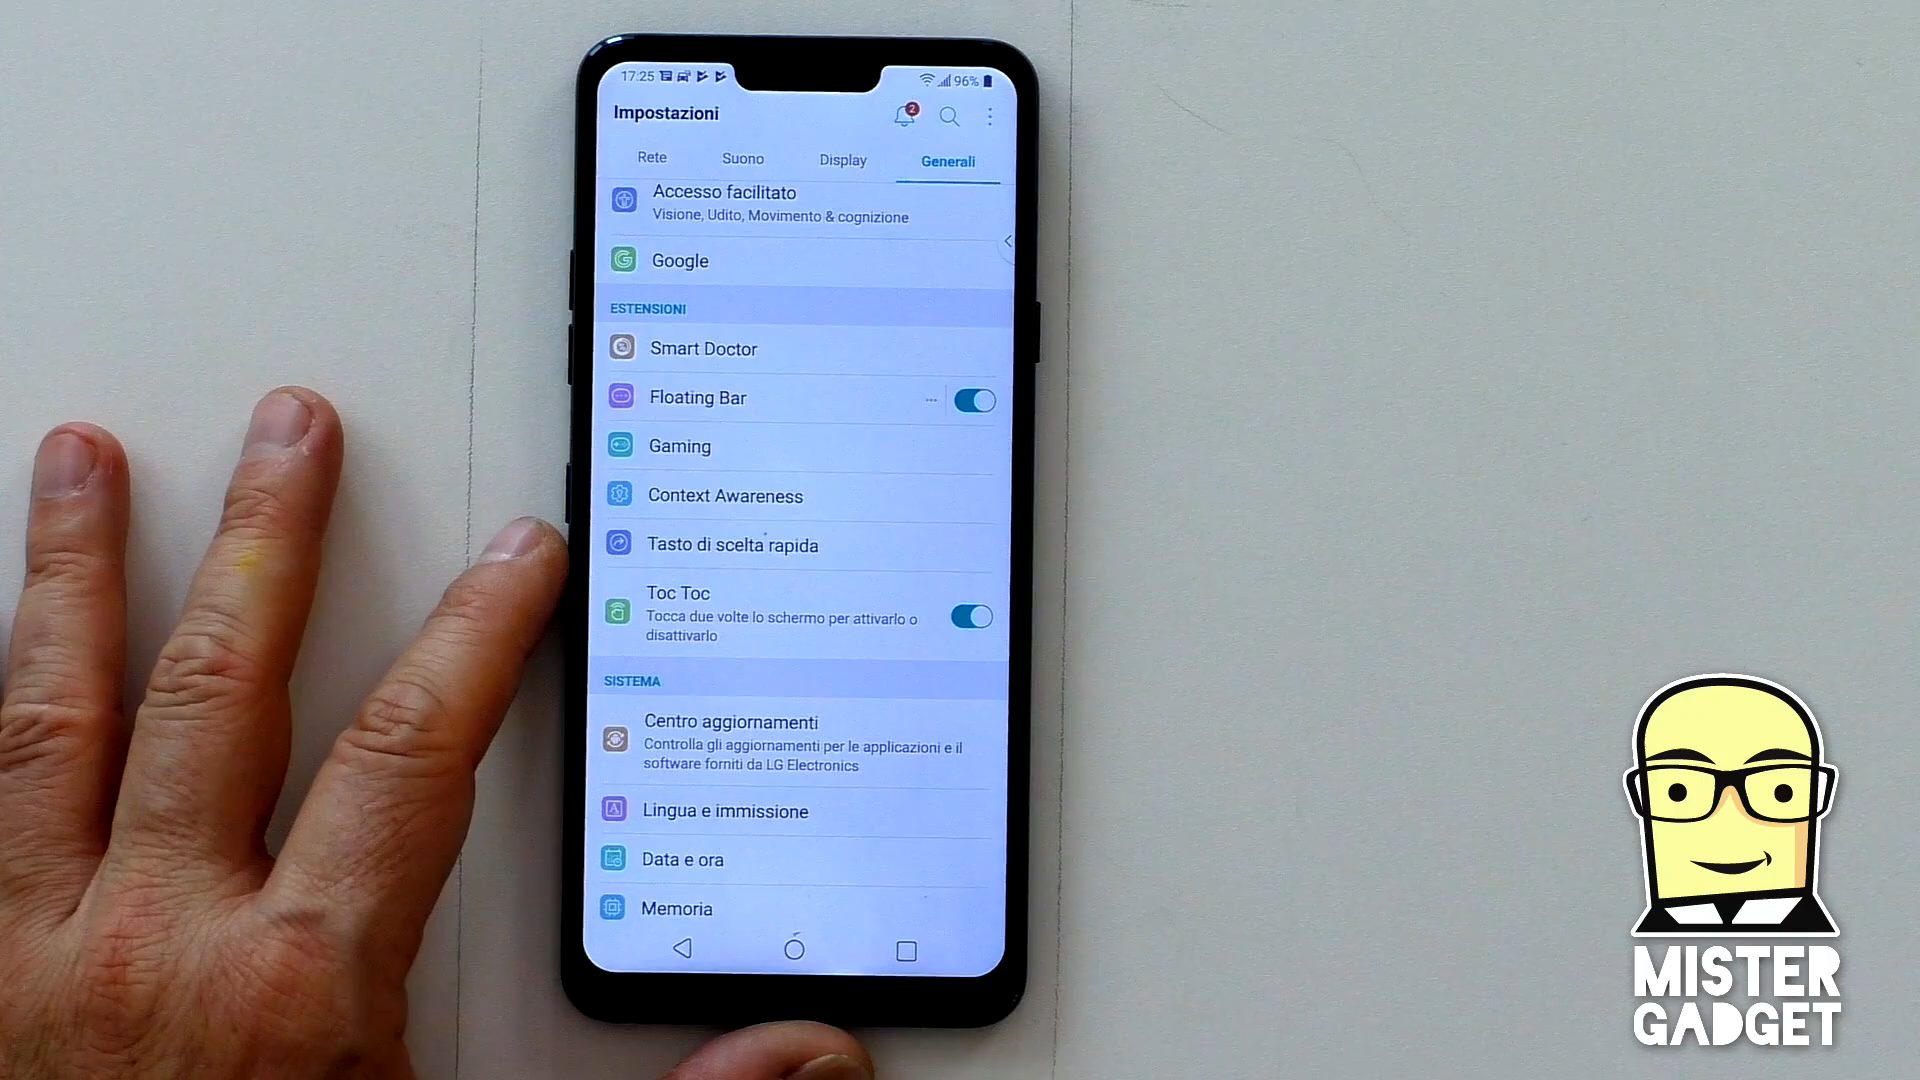 17:25
96%
Impostazioni
2
Rete
Suono
Display
Generali
Accesso facilitato
Visione, Udito, Movimento & cognizione
Google
ESTENSIONI
Smart Doctor
Floating Bar
Gaming
Context Awareness
Tasto di scelta rapida
Toc Toc
Tocca due volte lo schermo per attivarlo o
disattivarlo
SISTEMA
Centro aggiornamenti
Controlla gli aggiornamenti per le applicazioni e il
software forniti da LG Electronics
Lingua e immissione
Data e ora
Memoria
MISTER
GADGET